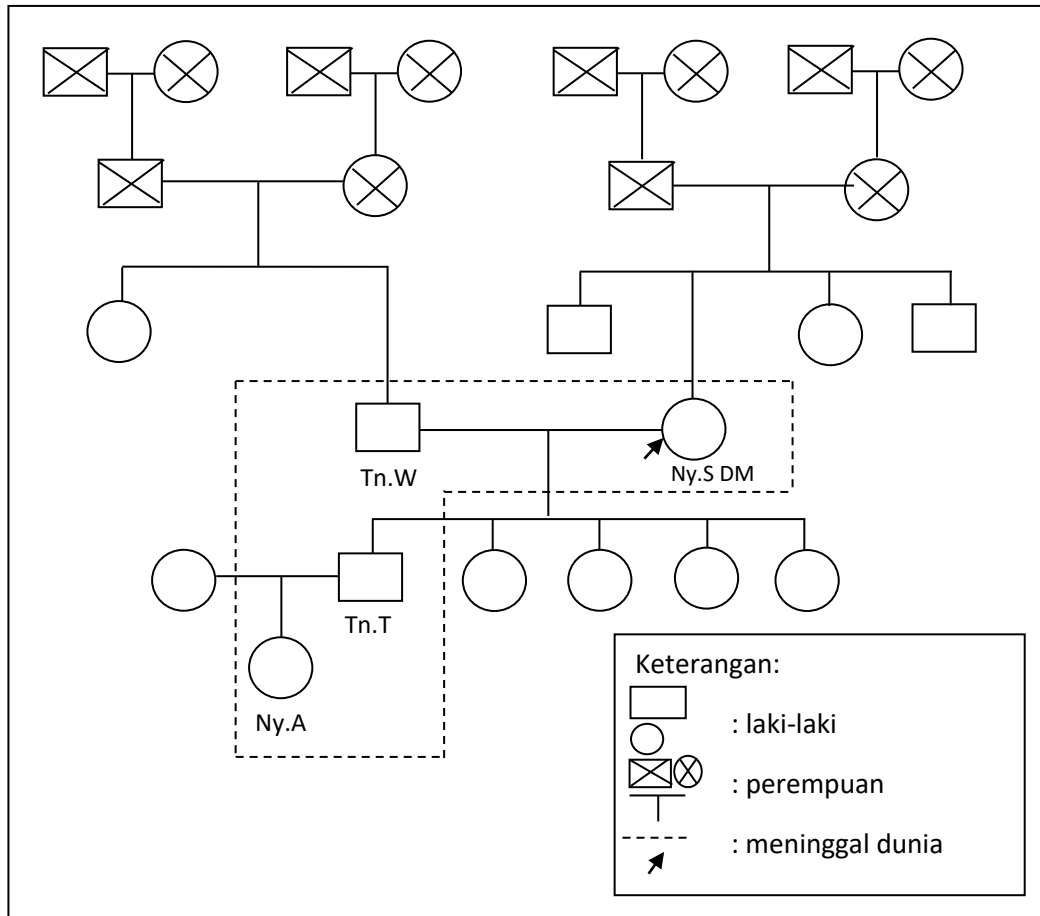 Tn.W
Ny.S DM
Tn.T
Ny.A
Keterangan:
: laki-laki
: perempuan
: meninggal dunia